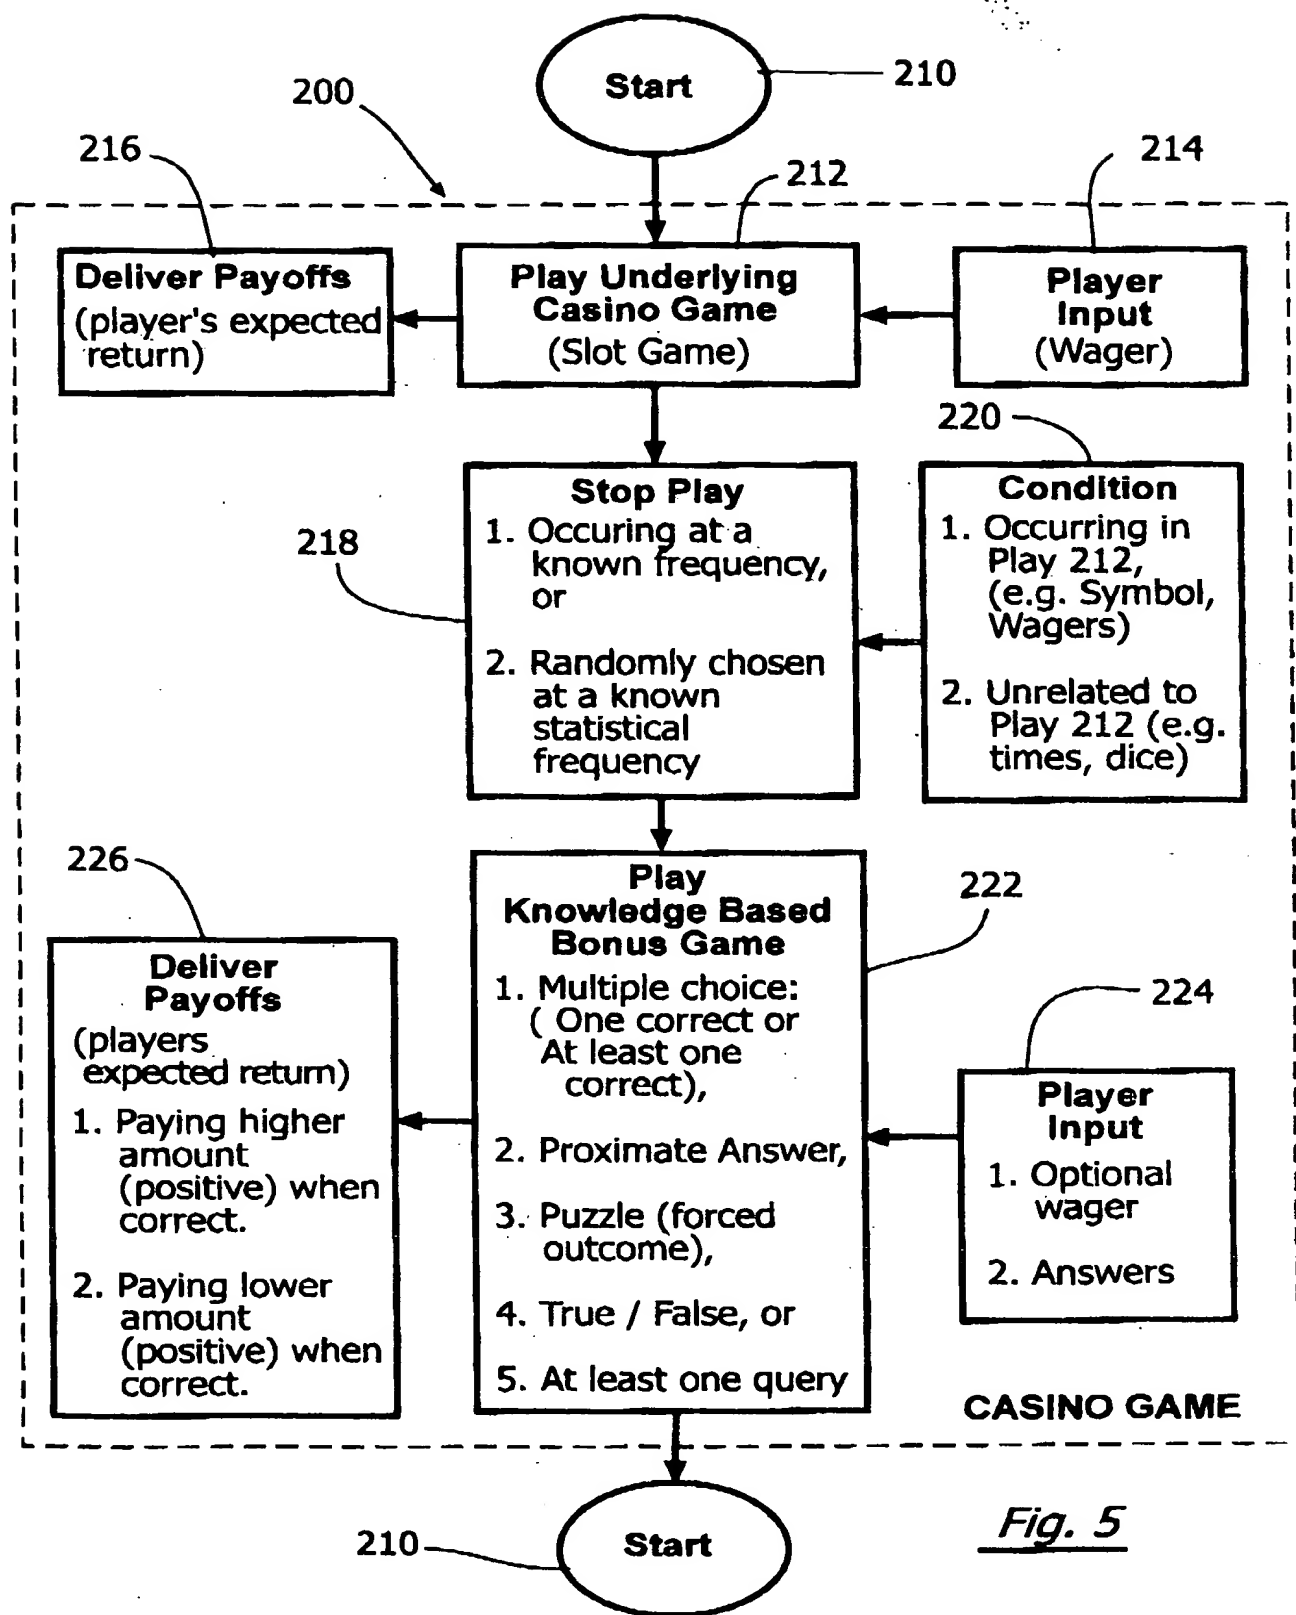 Start
210
200
216
212
214
Deliver Payoffs
(player's expected
return)
Play Underlying
Casino Game
(Slot Game)
Player
Input
(Wager)
220
218
Stop Play
1. Occuring at a
known frequency,
or
2. Randomly chosen
at a known
statistical
frequency
Condition
1. Occurring in
Play 212,
(e.g. Symbol,
Wagers)
2. Unrelated to
Play 212 (e.g.
times, dice)
226
222
Play
Knowledge Based
Bonus Game
1. Multiple choice:
( One correct or
At least one
correct),
2. Proximate Answer,
3. Puzzle (forced
outcome),
4. True / False, or
5. At least one query
Deliver
Payoffs
(players
expected return)
1. Paying higher
amount
(positive) when
correct.
2. Paying lower
amount
(positive) when
correct.
224
Player
Input
1. Optional
wager
2. Answers
CASINO GAME
210
Start
Fig. 5